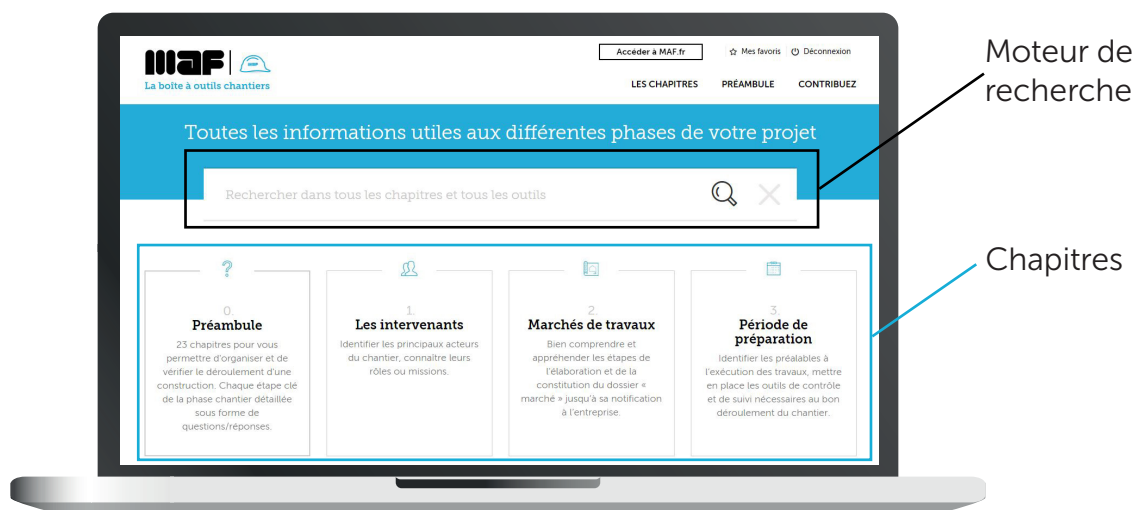 maf
La boîte à outils chantiers
Accéder à MAF.fr
Mes favoris
Déconnexion
LES CHAPITRES
PRÉAMBULE
CONTRIBUEZ
Toutes les informations utiles aux différentes phases de votre projet
Rechercher dans tous les chapitres et tous les outils
Moteur de
recherche
Chapitres
0.
Préambule
23 chapitres pour vous
permettre d'organiser et de
vérifier le déroulement d'une
construction. Chaque étape clé
de la phase chantier détaillée
sous forme de
questions/réponses.
1.
Les intervenants
Identifier les principaux acteurs
du chantier, connaître leurs
rôles ou missions.
2.
Marchés de travaux
Bien comprendre et
appréhender les étapes de
l'élaboration et de la
constitution du dossier «
marché » jusqu'à sa notification
à l'entreprise.
3.
Période de
préparation
Identifier les préalables à
l'exécution des travaux, mettre
en place les outils de contrôle
et de suivi nécessaires au bon
déroulement du chantier.